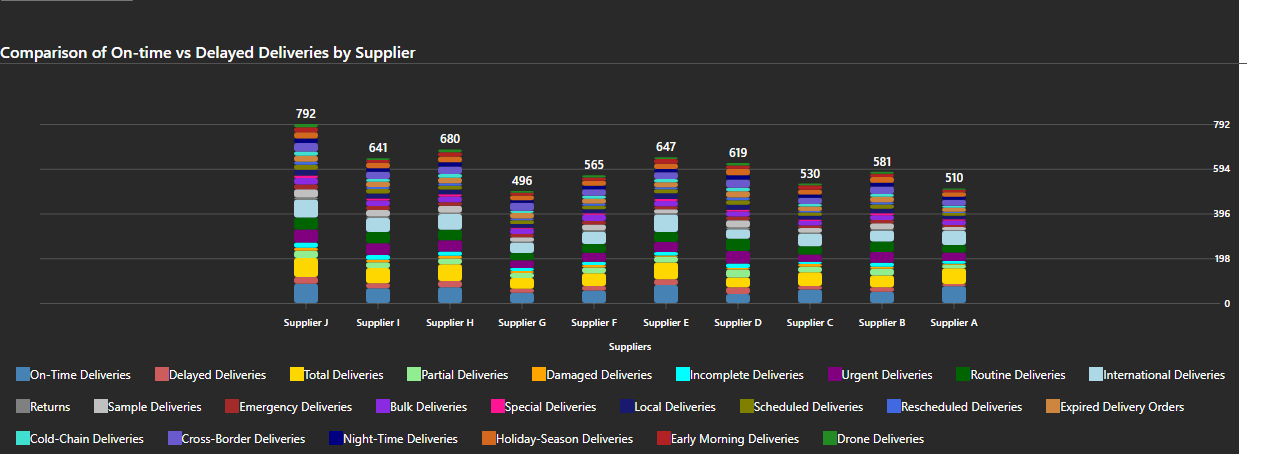 Comparison of On-time vs Delayed Deliveries by Supplier
792
641
680
496
565
647
619
530
581
510
792
594
396
198
0
Supplier J Supplier I Supplier H Supplier G Supplier F Supplier E Supplier D Supplier C Supplier B Supplier A
Suppliers
On-Time Deliveries Delayed Deliveries Total Deliveries Partial Deliveries Damaged Deliveries Incomplete Deliveries Urgent Deliveries Routine Deliveries International Deliveries
Returns Sample Deliveries Emergency Deliveries Bulk Deliveries Special Deliveries Local Deliveries Scheduled Deliveries Rescheduled Deliveries Expired Delivery Orders
Cold-Chain Deliveries Cross-Border Deliveries Night-Time Deliveries Holiday-Season Deliveries Early Morning Deliveries Drone Deliveries